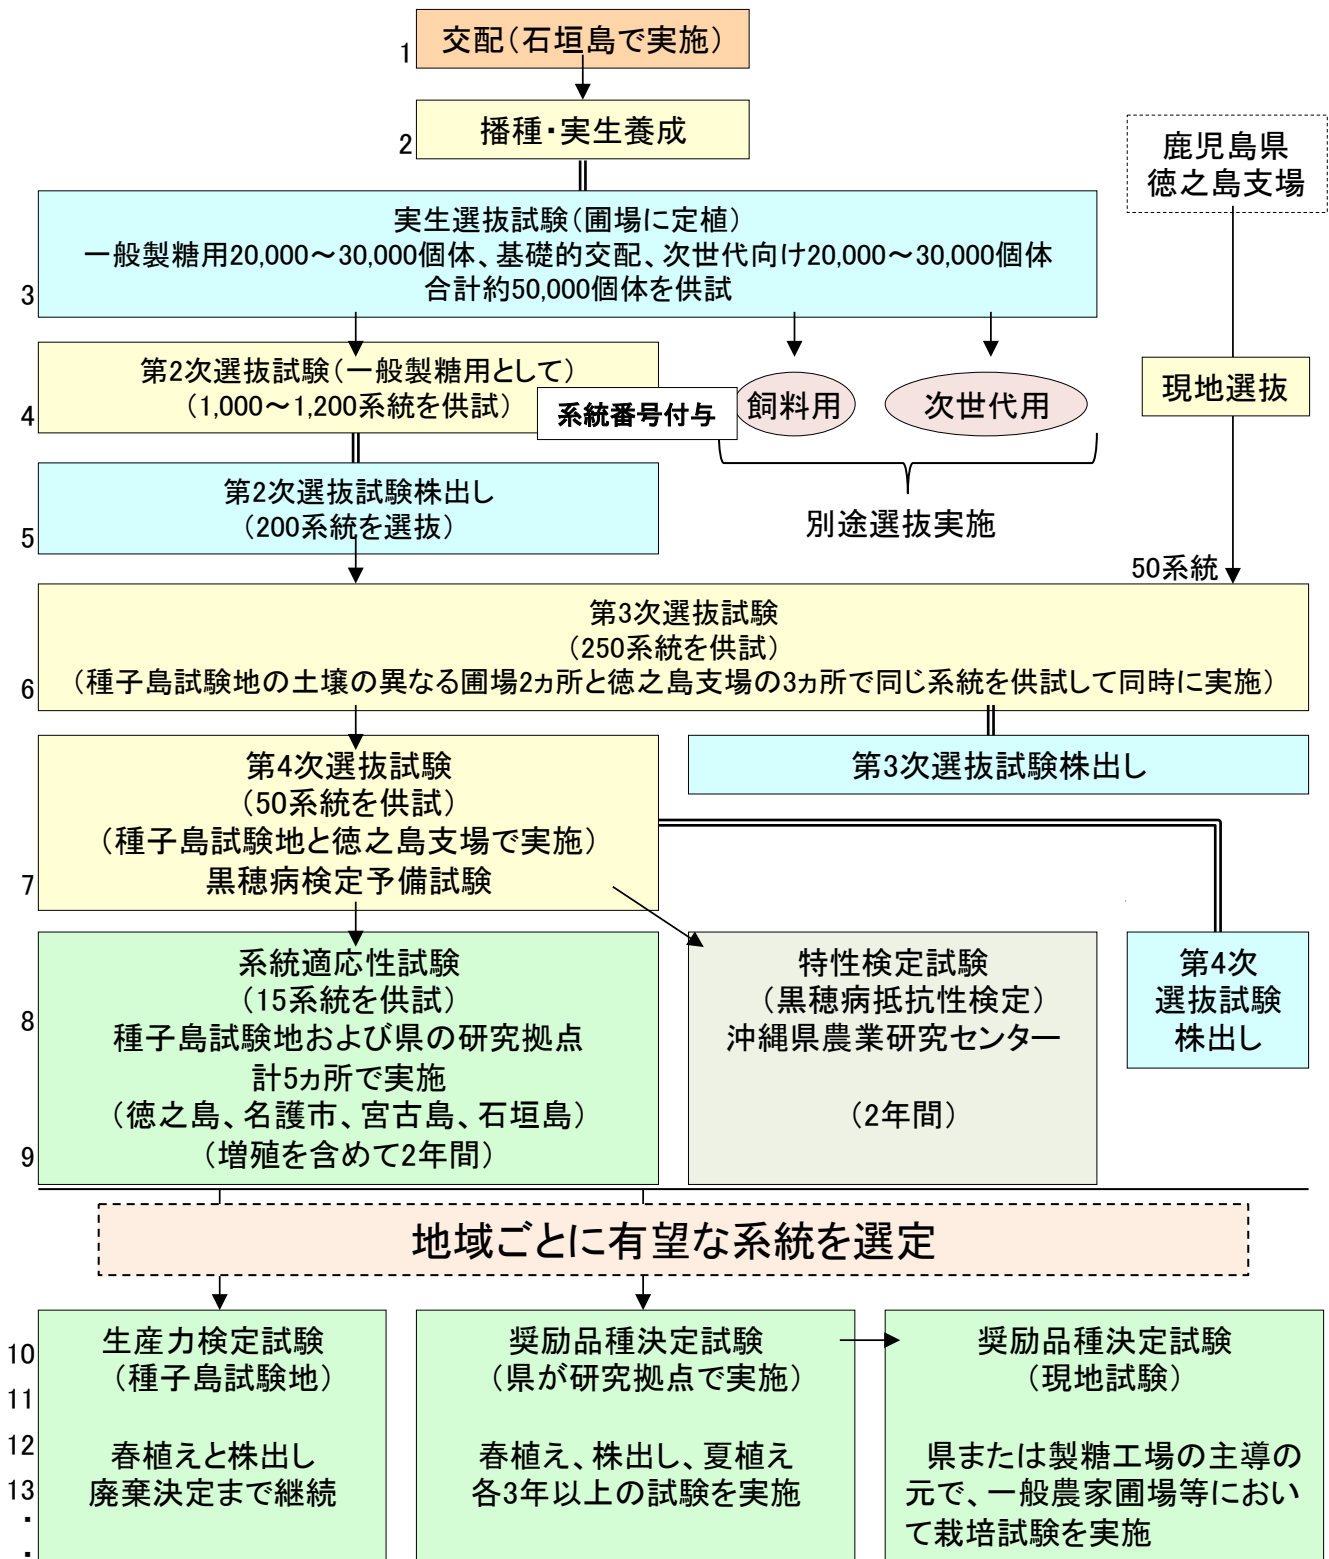 1
交配(石垣島で実施)
2
播種・実生養成
鹿児島県
徳之島支場
実生選抜試験(圃場に定植)
一般製糖用20,000～30,000個体、基礎的交配、次世代向け20,000～30,000個体
合計約50,000個体を供試
3
第2次選抜試験(一般製糖用として)
(1,000～1,200系統を供試)
4
系統番号付与
飼料用
次世代用
現地選抜
第2次選抜試験株出し
(200系統を選抜)
5
別途選抜実施
50系統
第3次選抜試験
(250系統を供試)
(種子島試験地の土壌の異なる圃場2ヵ所と徳之島支場の3ヵ所で同じ系統を供試して同時に実施)
6
第4次選抜試験
(50系統を供試)
(種子島試験地と徳之島支場で実施)
黒穂病検定予備試験
7
第3次選抜試験株出し
系統適応性試験
(15系統を供試)
種子島試験地および県の研究拠点
計5ヵ所で実施
(徳之島、名護市、宮古島、石垣島)
(増殖を含めて2年間)
8
9
特性検定試験
(黒穂病抵抗性検定)
沖縄県農業研究センター
(2年間)
第4次
選抜試験
株出し
地域ごとに有望な系統を選定
10
11
12
13
・
・
生産力検定試験
(種子島試験地)
春植えと株出し
廃棄決定まで継続
奨励品種決定試験
(県が研究拠点で実施)
春植え、株出し、夏植え
各3年以上の試験を実施
奨励品種決定試験
(現地試験)
県または製糖工場の主導の
元で、一般農家圃場等におい
て栽培試験を実施